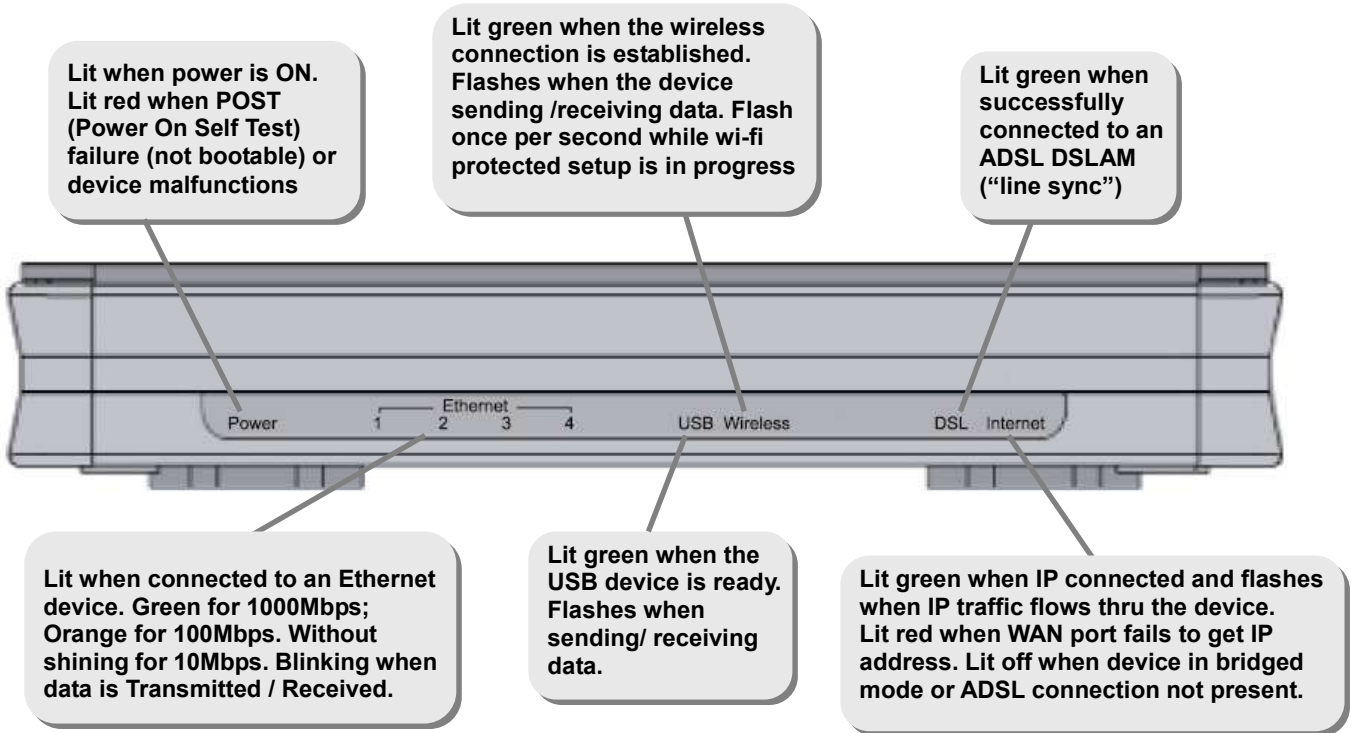 Lit when power is ON.
Lit red when POST
(Power On Self Test)
failure (not bootable) or
device malfunctions
Lit green when the wireless
connection is established.
Flashes when the device
sending /receiving data. Flash
once per second while wi-fi
protected setup is in progress
Lit green when
successfully
connected to an
ADSL DSLAM
(“line sync”)
Power
Ethernet
1 2 3 4
USB Wireless
DSL Internet
Lit when connected to an Ethernet
device. Green for 1000Mbps;
Orange for 100Mbps. Without
shining for 10Mbps. Blinking when
data is Transmitted / Received.
Lit green when the
USB device is ready.
Flashes when
sending/ receiving
data.
Lit green when IP connected and flashes
when IP traffic flows thru the device.
Lit red when WAN port fails to get IP
address. Lit off when device in bridged
mode or ADSL connection not present.